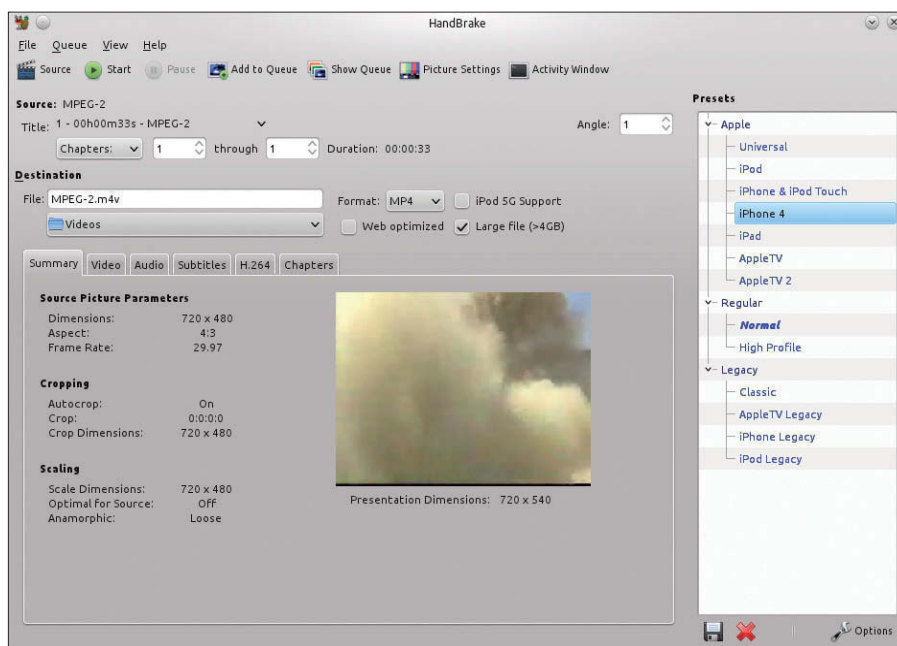 HandBrake
File Queue View Help
Source Start Pause Add to Queue Show Queue Picture Settings Activity Window
Source: MPEG-2
Title: 1 - 00h00m33s - MPEG-2
Angle: 1
Chapters: 1 through 1 Duration: 00:00:33
Destination
File: MPEG-2.m4v
Format: MP4 iPod 5G Support
Videos
Web optimized Large file (>4GB)
Summary Video Audio Subtitles H.264 Chapters
Source Picture Parameters
Dimensions: 720 x 480
Aspect: 4:3
Frame Rate: 29.97
Cropping
Autocrop: On
Crop: 0:0:0:0
Crop Dimensions: 720 x 480
Scaling
Scale Dimensions: 720 x 480
Optimal for Source: Off
Anamorphic: Loose
Presentation Dimensions: 720 x 540
Presets
Apple
Universal
iPod
iPhone & iPod Touch
iPhone 4
iPad
AppleTV
AppleTV 2
Regular
Normal
High Profile
Legacy
Classic
AppleTV Legacy
iPhone Legacy
iPod Legacy
Options